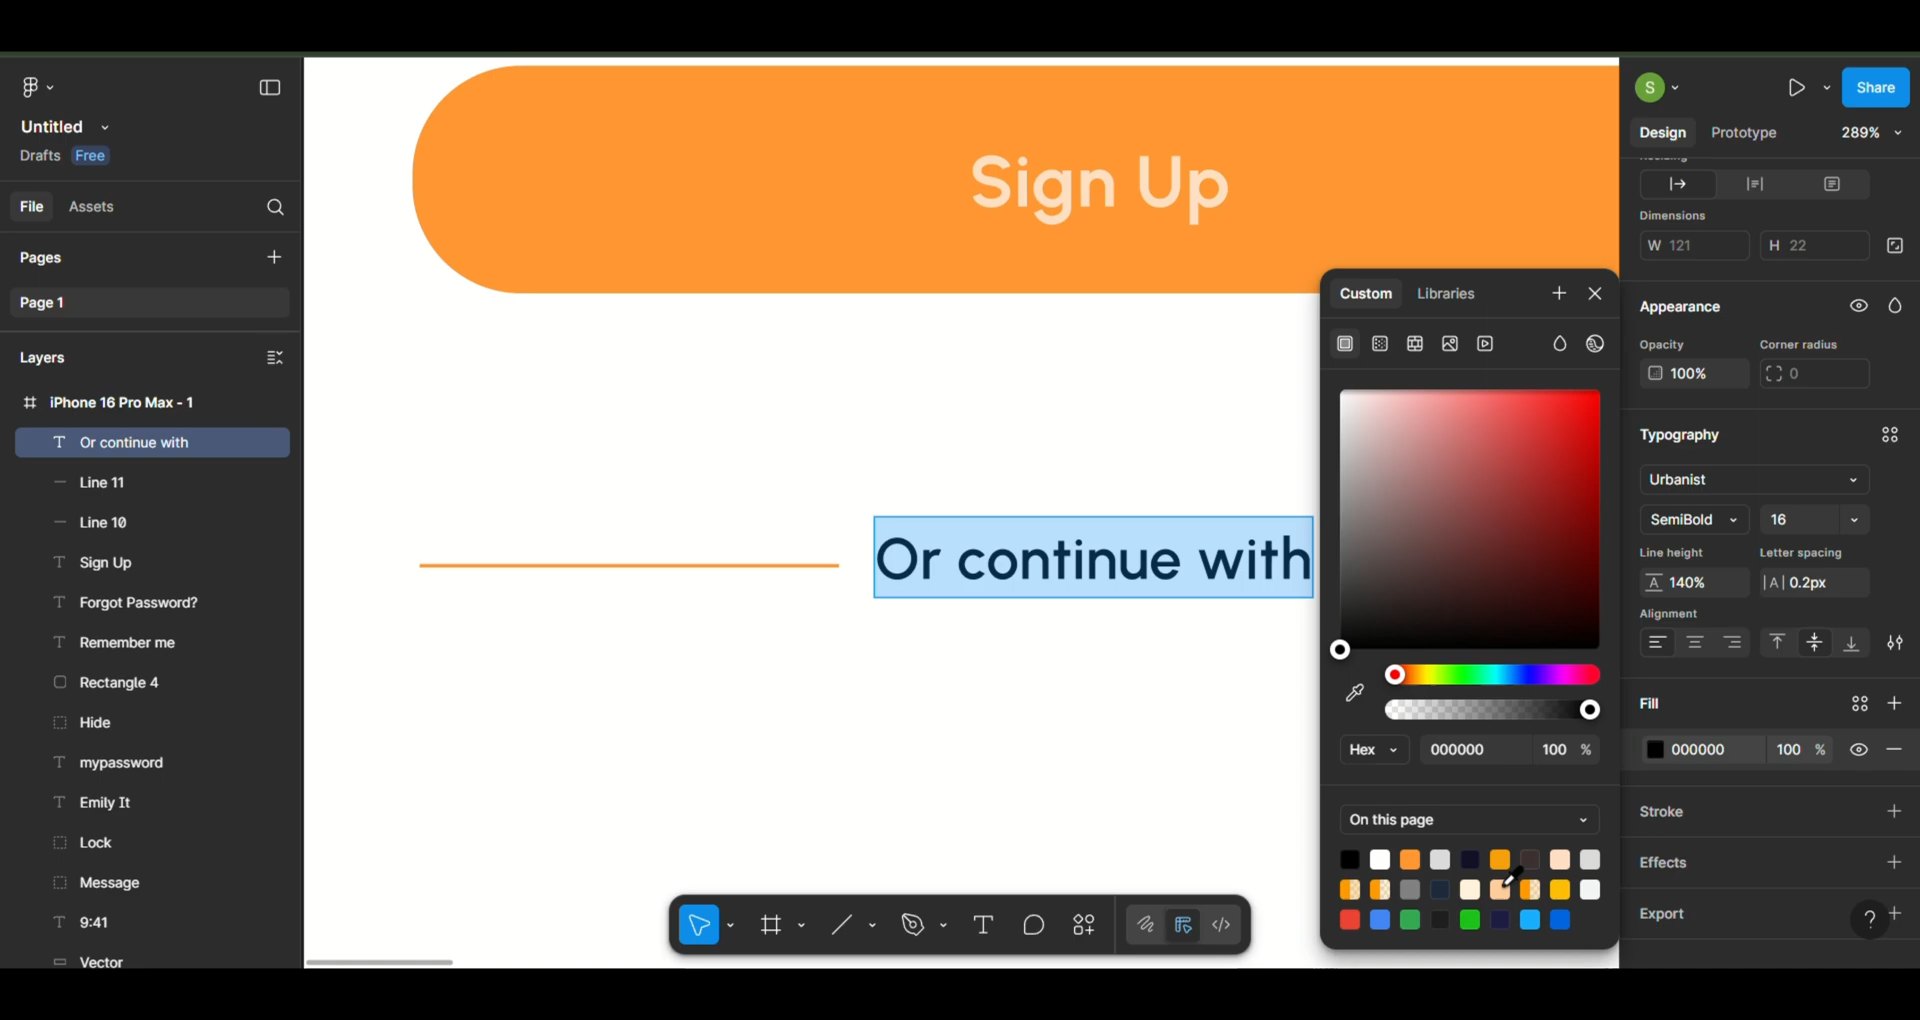 Untitled
Drafts Free
File Assets
Pages
Page 1
Layers
iPhone 16 Pro Max - 1
Or continue with
Line 11
Line 10
Sign Up
Forgot Password?
Remember me
Rectangle 4
Hide
mypassword
Emily It
Lock
Message
9:41
Vector
Sign Up
Or continue with
Custom Libraries
Hex 000000 100 %
On this page
S Share
Design Prototype 289%
Resizing
Dimensions
W 121 H 22
Appearance
Opacity Corner radius
100% 0
Typography
Urbanist
SemiBold 16
Line height Letter spacing
A 140% |A| 0.2px
Alignment
Fill
000000 100 %
Stroke
Effects
Export
?